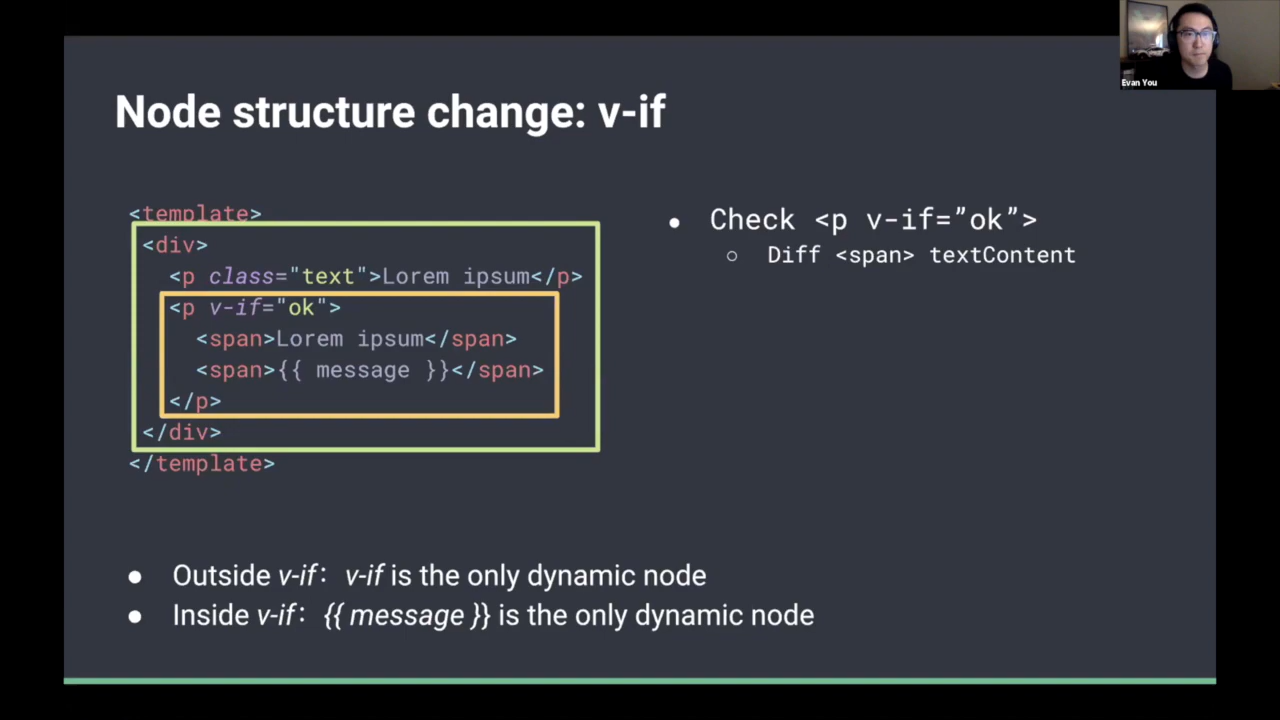 Evan You
Node structure change: v-if
<template>
<div>
<p class="text">Lorem ipsum</p>
<p v-if="ok">
<span>Lorem ipsum</span>
<span>{{ message }}</span>
</p>
</div>
</template>
● Check <p v-if=”ok”>
○ Diff <span> textContent
● Outside v-if: v-if is the only dynamic node
● Inside v-if: {{ message }} is the only dynamic node